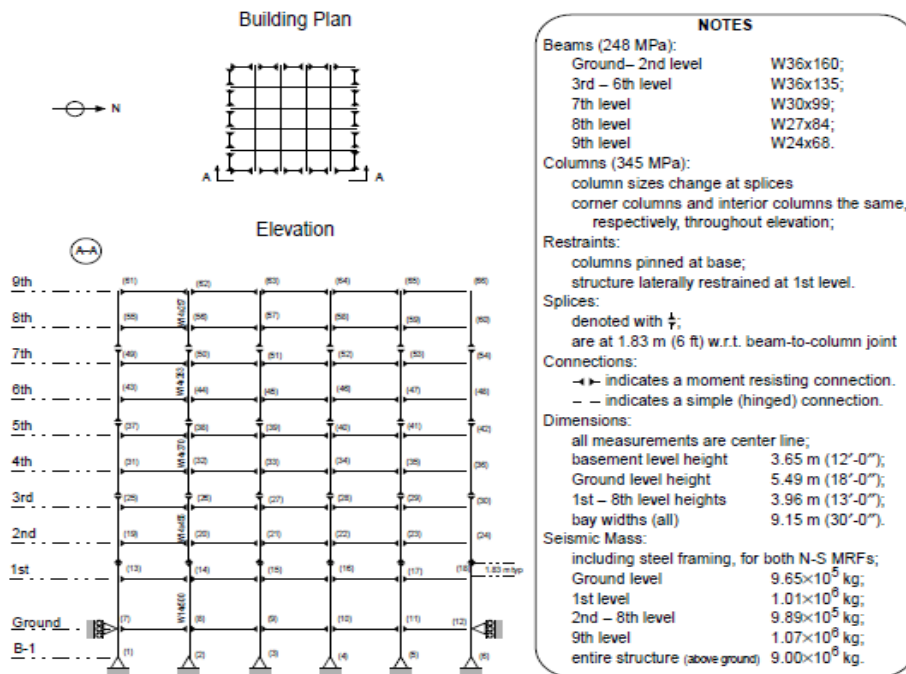 Building Plan
N
A
A
Elevation
A-A
9th
(61)
(62)
(63)
(64)
(65)
(66)
8th
(55)
(56)
(57)
(58)
(59)
(60)
7th
(49)
(50)
(51)
(52)
(53)
(54)
6th
(43)
(44)
(45)
(46)
(47)
(48)
5th
(37)
(38)
(39)
(40)
(41)
(42)
4th
(31)
(32)
(33)
(34)
(35)
(36)
3rd
(25)
(26)
(27)
(28)
(29)
(30)
2nd
(19)
(20)
(21)
(22)
(23)
(24)
1st
(13)
(14)
(15)
(16)
(17)
(18)
1.83 m typ
Ground
(7)
(8)
(9)
(10)
(11)
(12)
B-1
(1)
(2)
(3)
(4)
(5)
(6)
W14x257
W14x283
W14x370
W14x500
NOTES
Beams (248 MPa):
Ground– 2nd level W36x160;
3rd – 6th level W36x135;
7th level W30x99;
8th level W27x84;
9th level W24x68.
Columns (345 MPa):
column sizes change at splices
corner columns and interior columns the same,
respectively, throughout elevation;
Restraints:
columns pinned at base;
structure laterally restrained at 1st level.
Splices:
denoted with ;
are at 1.83 m (6 ft) w.r.t. beam-to-column joint
Connections:
indicates a moment resisting connection.
– – indicates a simple (hinged) connection.
Dimensions:
all measurements are center line;
basement level height 3.65 m (12′-0″);
Ground level height 5.49 m (18′-0″);
1st – 8th level heights 3.96 m (13′-0″);
bay widths (all) 9.15 m (30′-0″).
Seismic Mass:
including steel framing, for both N-S MRFs;
Ground level 9.65×10⁵ kg;
1st level 1.01×10⁶ kg;
2nd – 8th level 9.89×10⁵ kg;
9th level 1.07×10⁶ kg;
entire structure (above ground) 9.00×10⁶ kg.